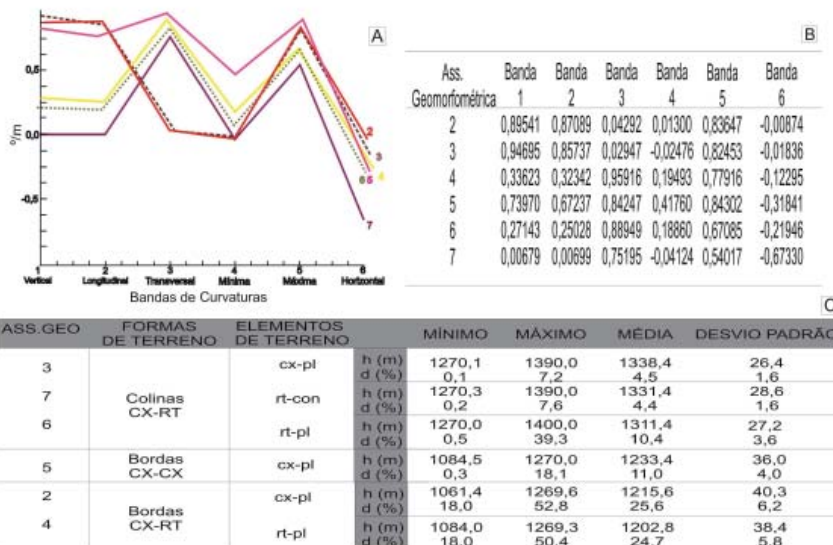 A
0,5
0,0
-0,5
º/m
2
3
4
6 5
7
1 2 3 4 5 6
Vertical Longitudinal Transversal Mínima Máxima Horizontal
Bandas de Curvaturas
B
Ass. Geomorfométrica Banda 1 Banda 2 Banda 3 Banda 4 Banda 5 Banda 6
2 0,89541 0,87089 0,04292 0,01300 0,83647 -0,00874
3 0,94695 0,85737 0,02947 -0,02476 0,82453 -0,01836
4 0,33623 0,32342 0,95916 0,19493 0,77916 -0,12295
5 0,73970 0,67237 0,84247 0,41760 0,84302 -0,31841
6 0,27143 0,25028 0,88949 0,18860 0,67085 -0,21946
7 0,00679 0,00699 0,75195 -0,04124 0,54017 -0,67330
C
ASS.GEO FORMAS DE TERRENO ELEMENTOS DE TERRENO MÍNIMO MÁXIMO MÉDIA DESVIO PADRÃO
3 cx-pl h (m) 1270,1 1390,0 1338,4 26,4
d (%) 0,1 7,2 4,5 1,6
7 Colinas CX-RT rt-con h (m) 1270,3 1390,0 1331,4 28,6
d (%) 0,2 7,6 4,4 1,6
6 rt-pl h (m) 1270,0 1400,0 1311,4 27,2
d (%) 0,5 39,3 10,4 3,6
5 Bordas CX-CX cx-pl h (m) 1084,5 1270,0 1233,4 36,0
d (%) 0,3 18,1 11,0 4,0
2 Bordas CX-RT cx-pl h (m) 1061,4 1269,6 1215,6 40,3
d (%) 18,0 52,8 25,6 6,2
4 rt-pl h (m) 1084,0 1269,3 1202,8 38,4
d (%) 18,0 50,4 24,7 5,8